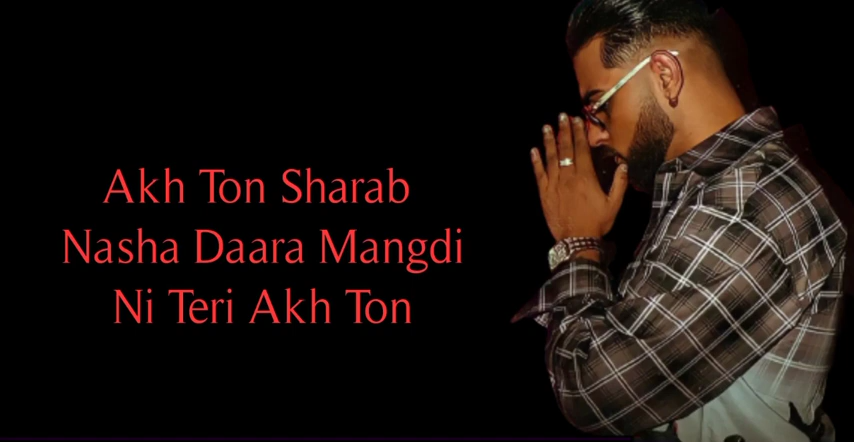 Akh Ton Sharab
Nasha Daara Mangdi
Ni Teri Akh Ton